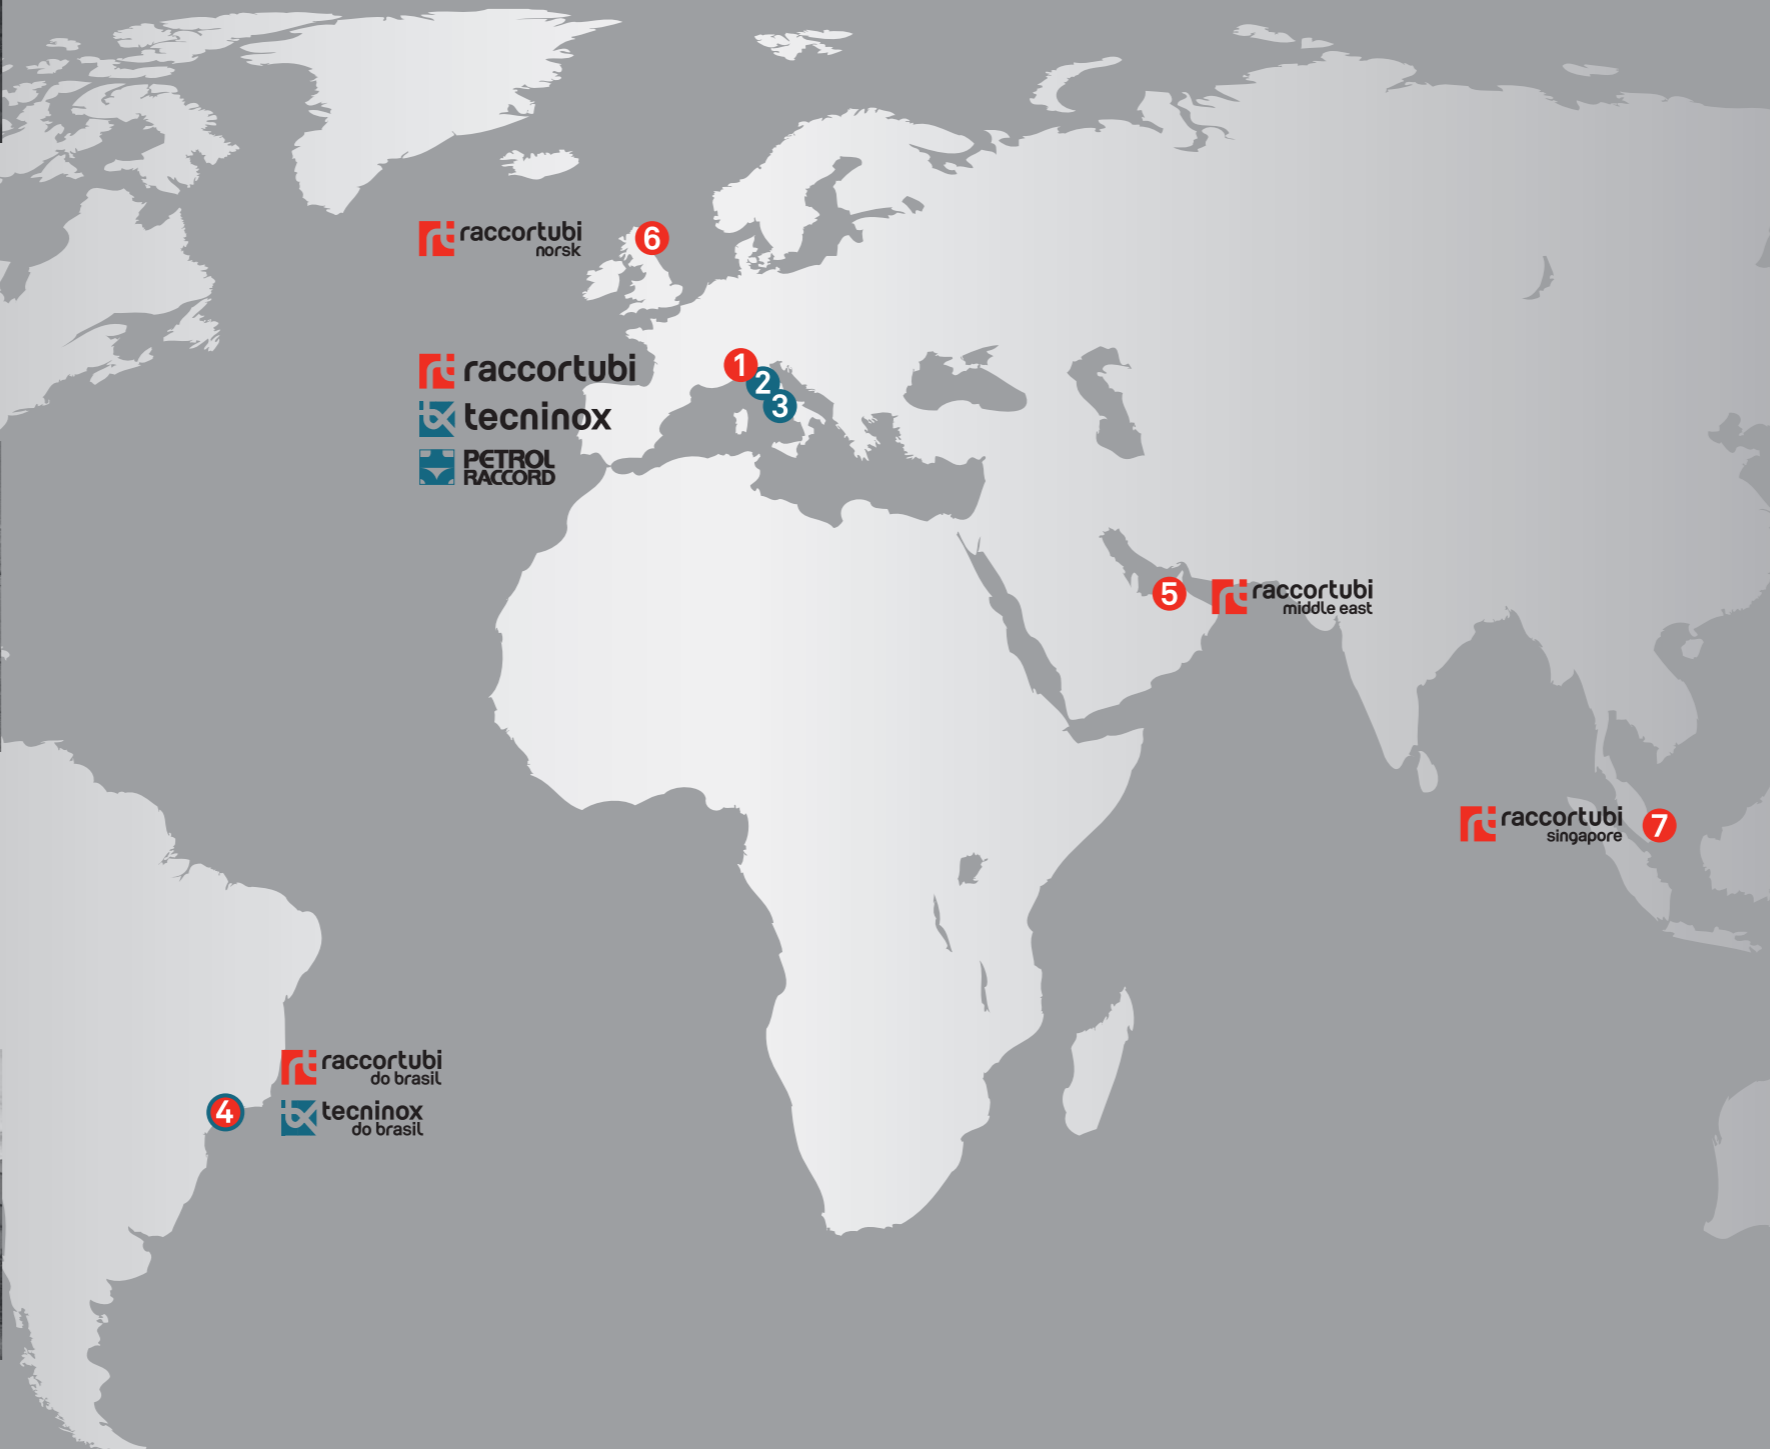 raccortubi
norsk
6
raccortubi
tecninox
PETROL
RACCORD
1
2
3
5
raccortubi
middle east
raccortubi
singapore
7
raccortubi
do brasil
4
tecninox
do brasil